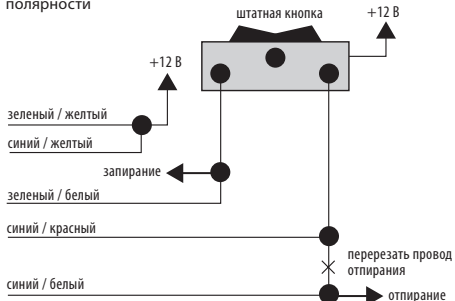 полярности
штатная кнопка
+12 В
+12 В
зеленый / желтый
синий / желтый
запирание
зеленый / белый
синий / красный
перерезать провод
отпирания
синий / белый
отпирание